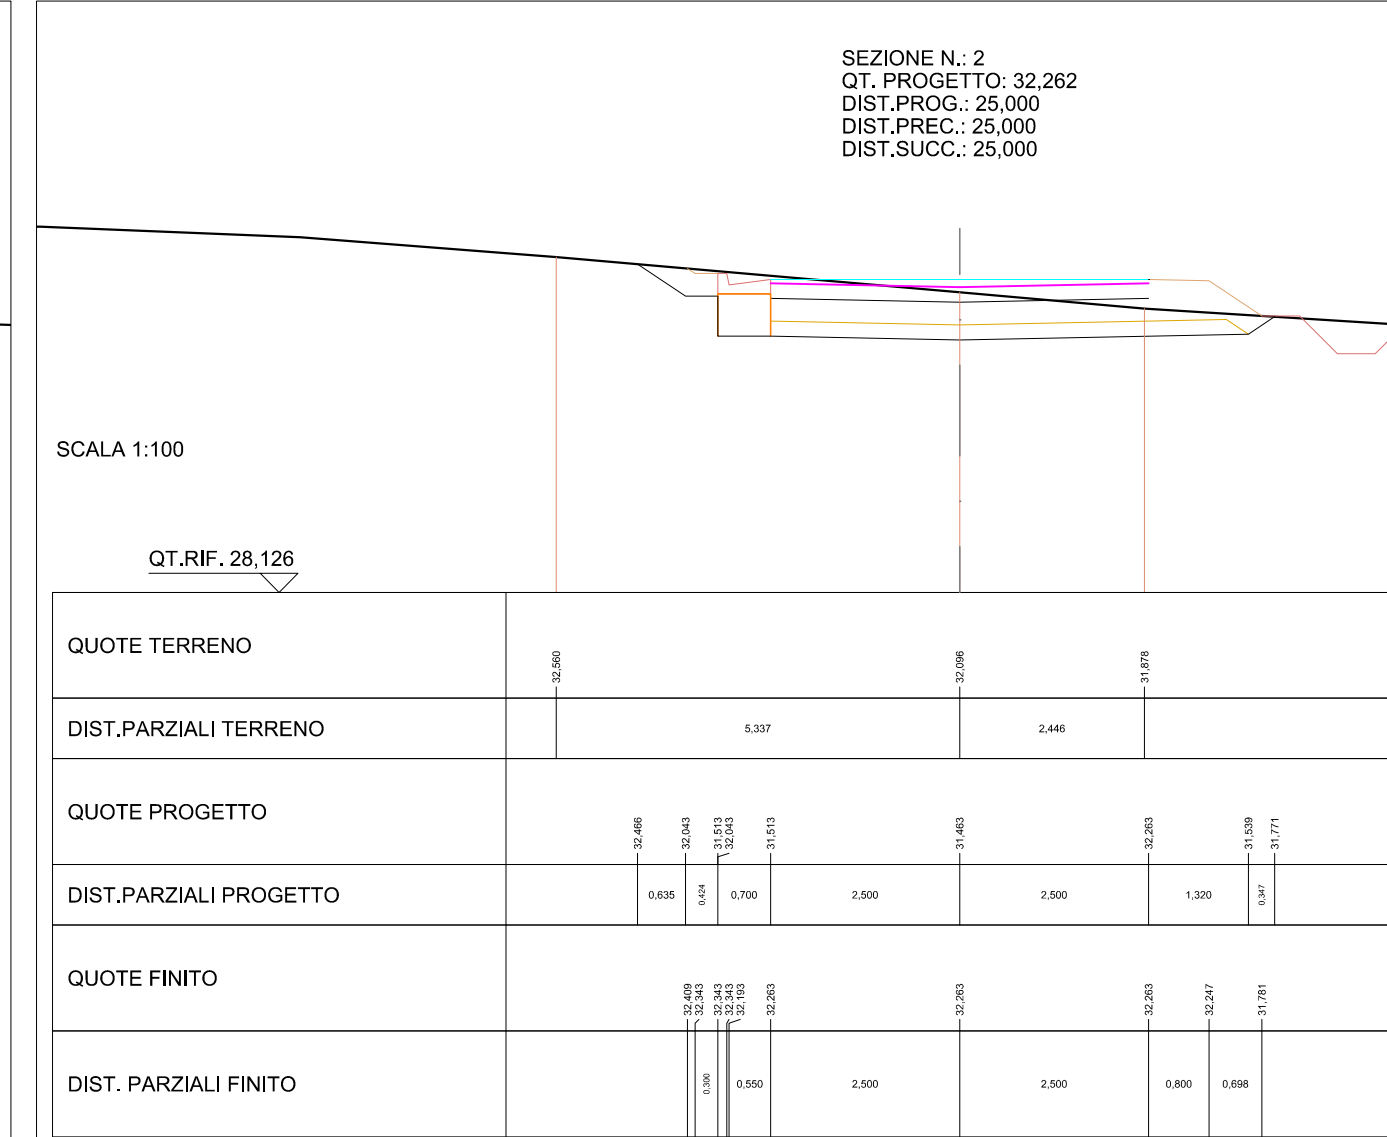 SEZIONE N.: 2
QT. PROGETTO: 32,262
DIST.PROG.: 25,000
DIST.PREC.: 25,000
DIST.SUCC.: 25,000
SCALA 1:100
QT.RIF. 28,126
QUOTE TERRENO 32,560 32,096 31,878
DIST.PARZIALI TERRENO 5,337 2,446
QUOTE PROGETTO 32,466 32,043 31,513 32,043 31,513 31,463 32,263 31,539 31,771
DIST.PARZIALI PROGETTO 0,635 0,424 0,700 2,500 2,500 1,320 0,347
QUOTE FINITO 32,409 32,343 32,343 32,343 32,193 32,263 32,263 32,263 32,247 31,781
DIST. PARZIALI FINITO 0,300 0,550 2,500 2,500 0,800 0,698